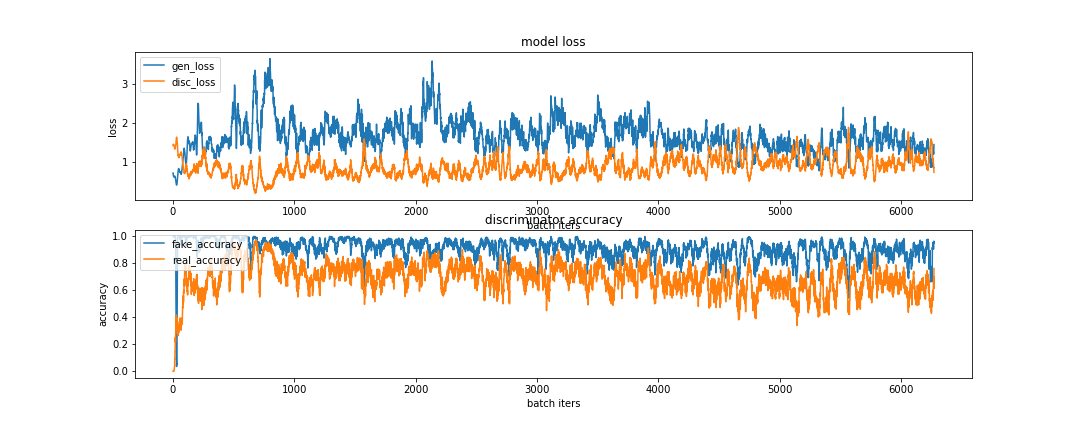 model loss
gen_loss
disc_loss
loss
3
2
1
0 1000 2000 3000 4000 5000 6000
batch iters
discriminator accuracy
fake_accuracy
real_accuracy
accuracy
1.0
0.8
0.6
0.4
0.2
0.0
0 1000 2000 3000 4000 5000 6000
batch iters